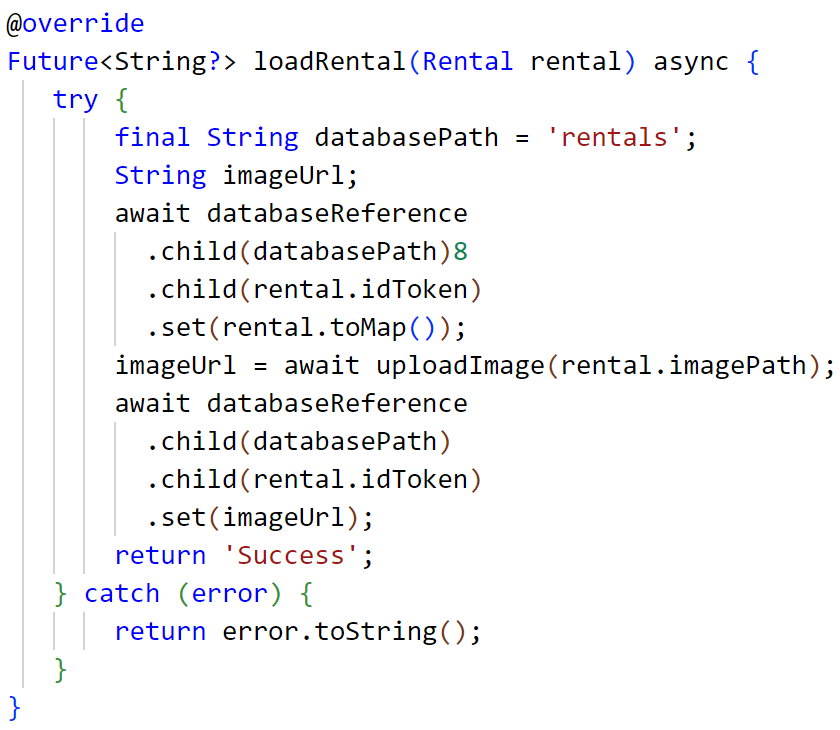 @override
Future<String?> loadRental(Rental rental) async {
try {
final String databasePath = 'rentals';
String imageUrl;
await databaseReference
.child(databasePath)8
.child(rental.idToken)
.set(rental.toMap());
imageUrl = await uploadImage(rental.imagePath);
await databaseReference
.child(databasePath)
.child(rental.idToken)
.set(imageUrl);
return 'Success';
} catch (error) {
return error.toString();
}
}